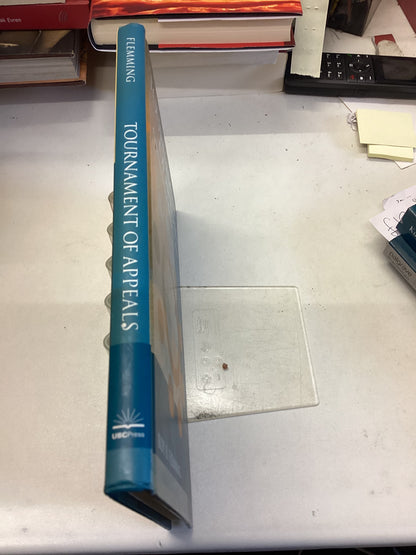 FLEMMING
TOURNAMENT OF APPEALS
UBCPress